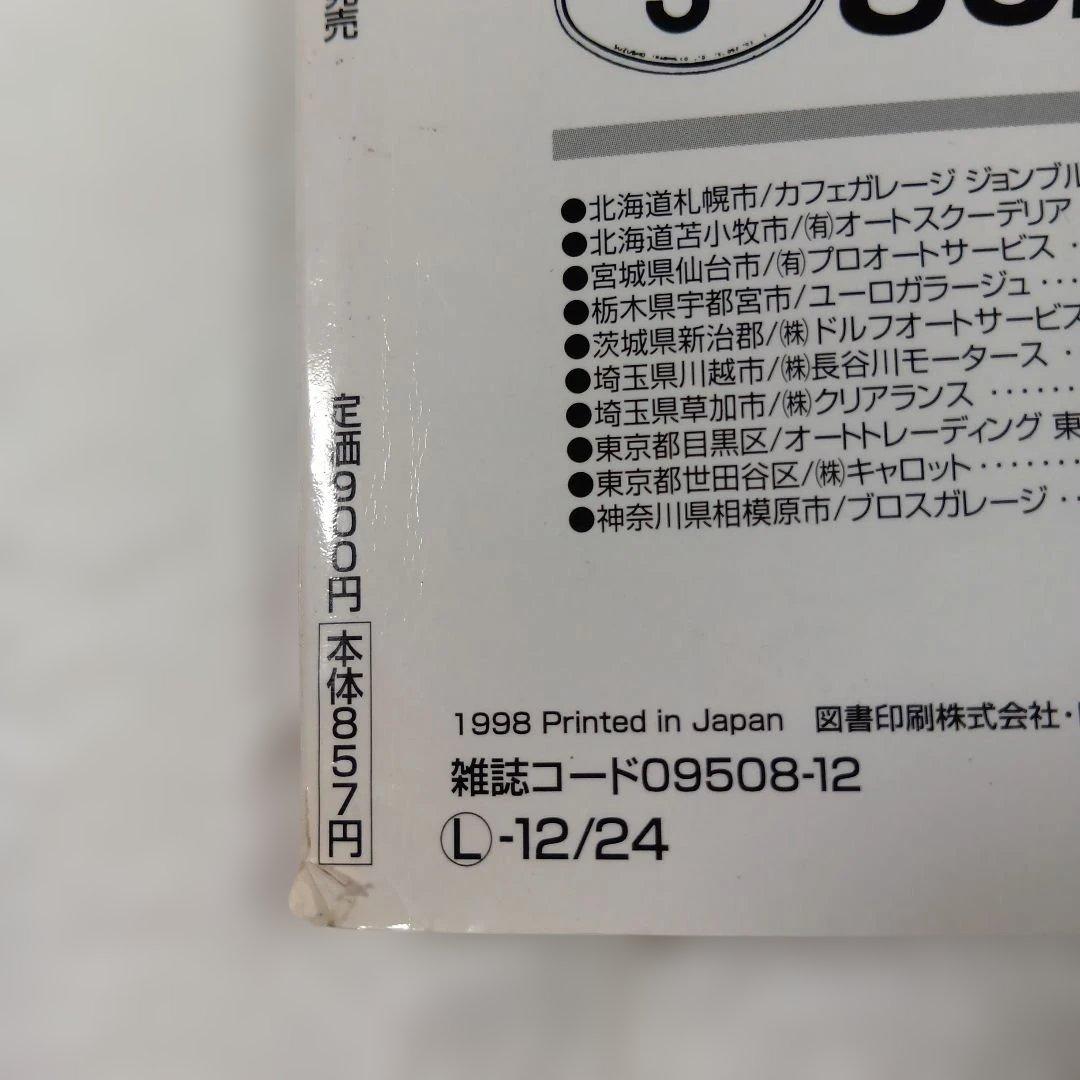 発売
●北海道札幌市/カフェガレージ ジョンブル
●北海道苫小牧市/㈲オートスクーデリア
●宮城県仙台市/㈲プロオートサービス ‥
●栃木県宇都宮市/ユーロガラージュ ‥‥
●茨城県新治郡/㈱ドルフオートサービス
●埼玉県川越市/㈱長谷川モータース ‥
●埼玉県草加市/㈱クリアランス ‥‥‥‥
●東京都目黒区/オートトレーディング 東
●東京都世田谷区/㈱キャロット‥‥‥‥
●神奈川県相模原市/ブロスガレージ ‥
定価900円
本体857円
1998 Printed in Japan 図書印刷株式会社・
雑誌コード09508-12
Ⓛ-12/24